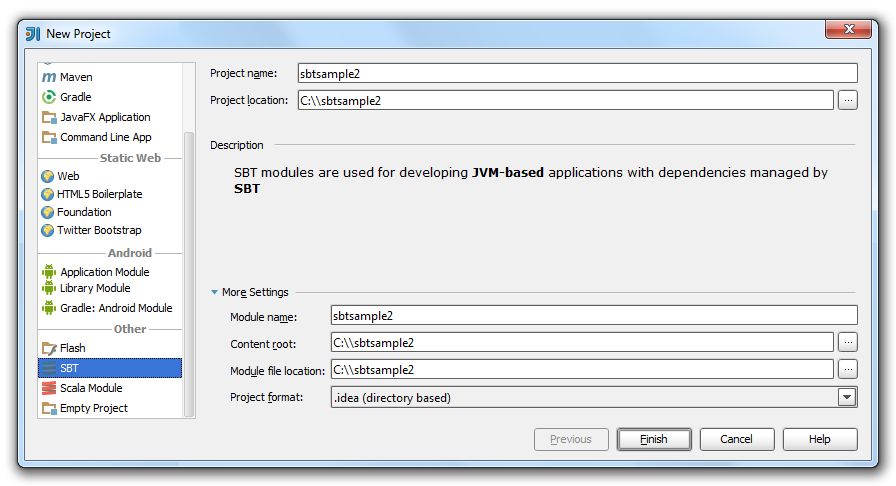 New Project
Maven
Gradle
JavaFX Application
Command Line App
Static Web
Web
HTML5 Boilerplate
Foundation
Twitter Bootstrap
Android
Application Module
Library Module
Gradle: Android Module
Other
Flash
SBT
Scala Module
Empty Project
Project name: sbtsample2
Project location: C:\\sbtsample2 ...
Description
SBT modules are used for developing JVM-based applications with dependencies managed by
SBT
More Settings
Module name: sbtsample2
Content root: C:\\sbtsample2 ...
Module file location: C:\\sbtsample2 ...
Project format: .idea (directory based)
Previous Finish Cancel Help